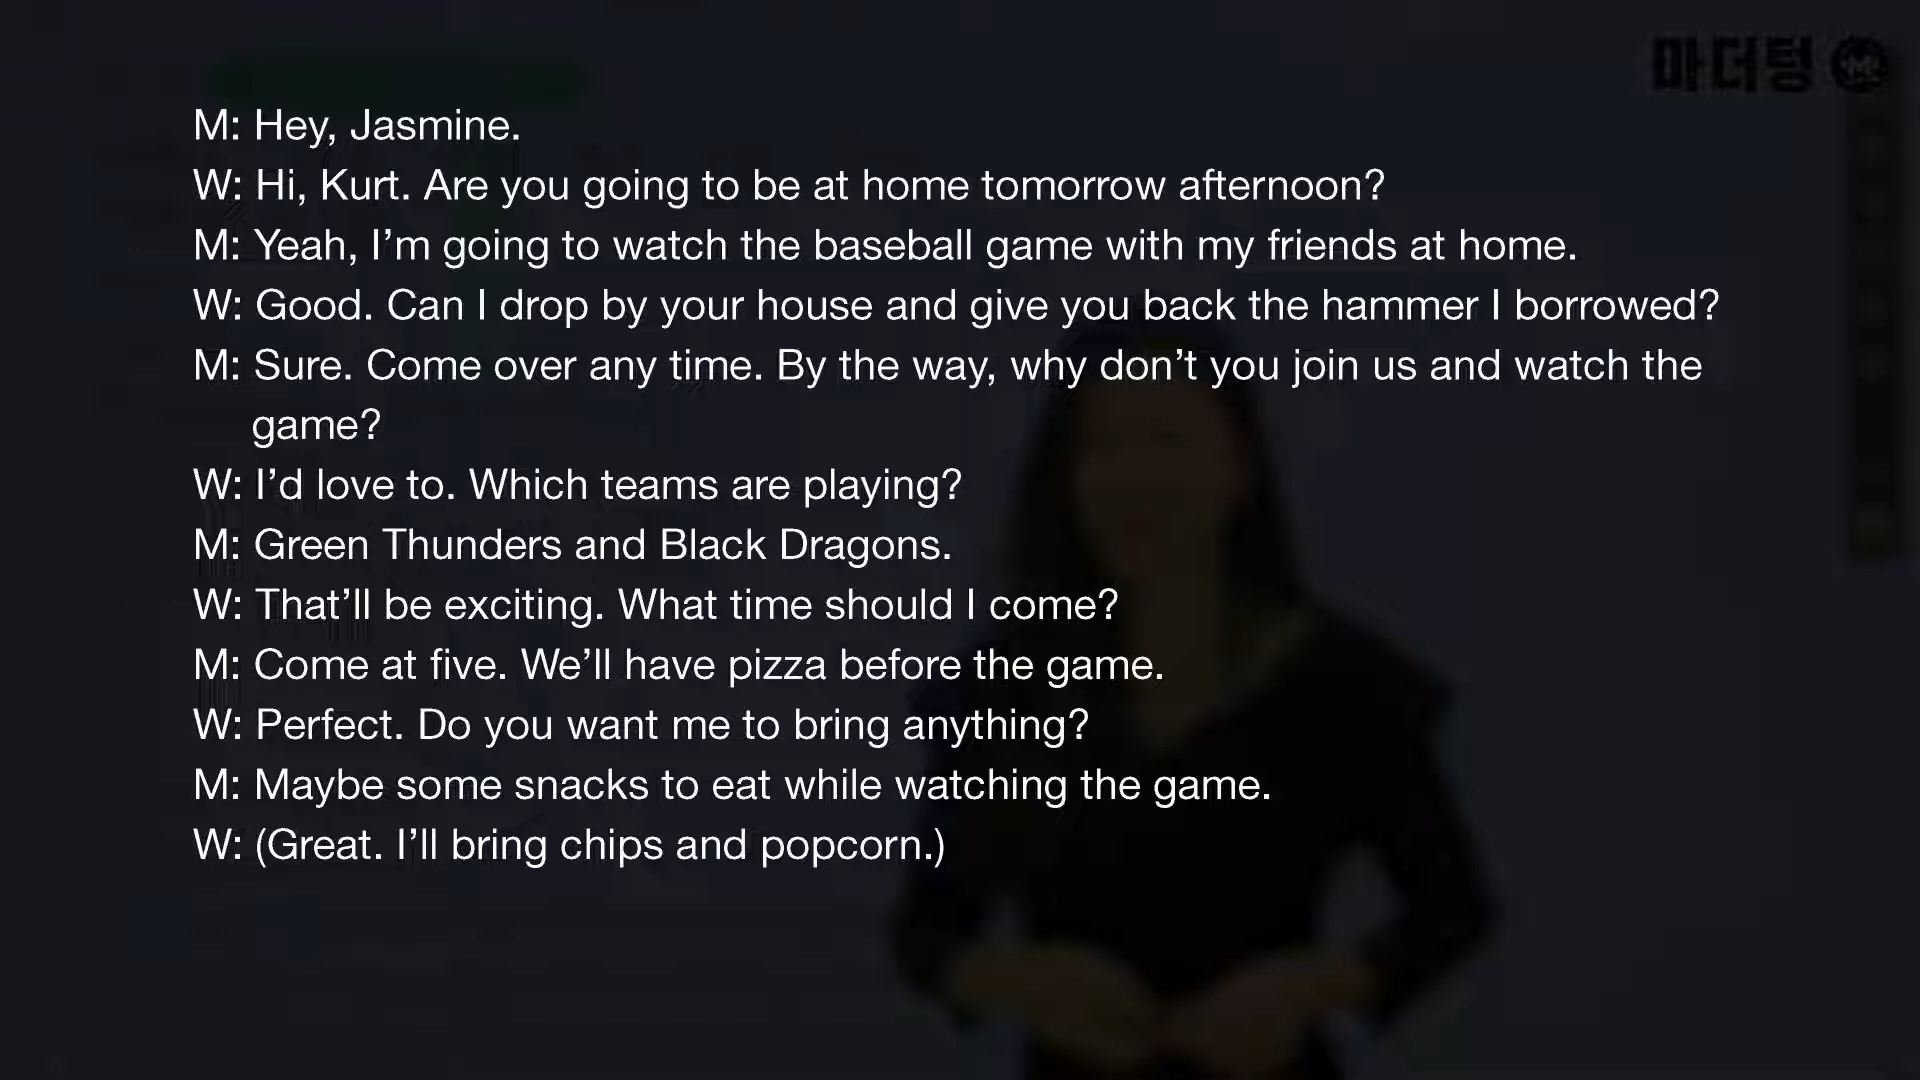 마더텅 M
M: Hey, Jasmine.
W: Hi, Kurt. Are you going to be at home tomorrow afternoon?
M: Yeah, I’m going to watch the baseball game with my friends at home.
W: Good. Can I drop by your house and give you back the hammer I borrowed?
M: Sure. Come over any time. By the way, why don’t you join us and watch the
game?
W: I’d love to. Which teams are playing?
M: Green Thunders and Black Dragons.
W: That’ll be exciting. What time should I come?
M: Come at five. We’ll have pizza before the game.
W: Perfect. Do you want me to bring anything?
M: Maybe some snacks to eat while watching the game.
W: (Great. I’ll bring chips and popcorn.)